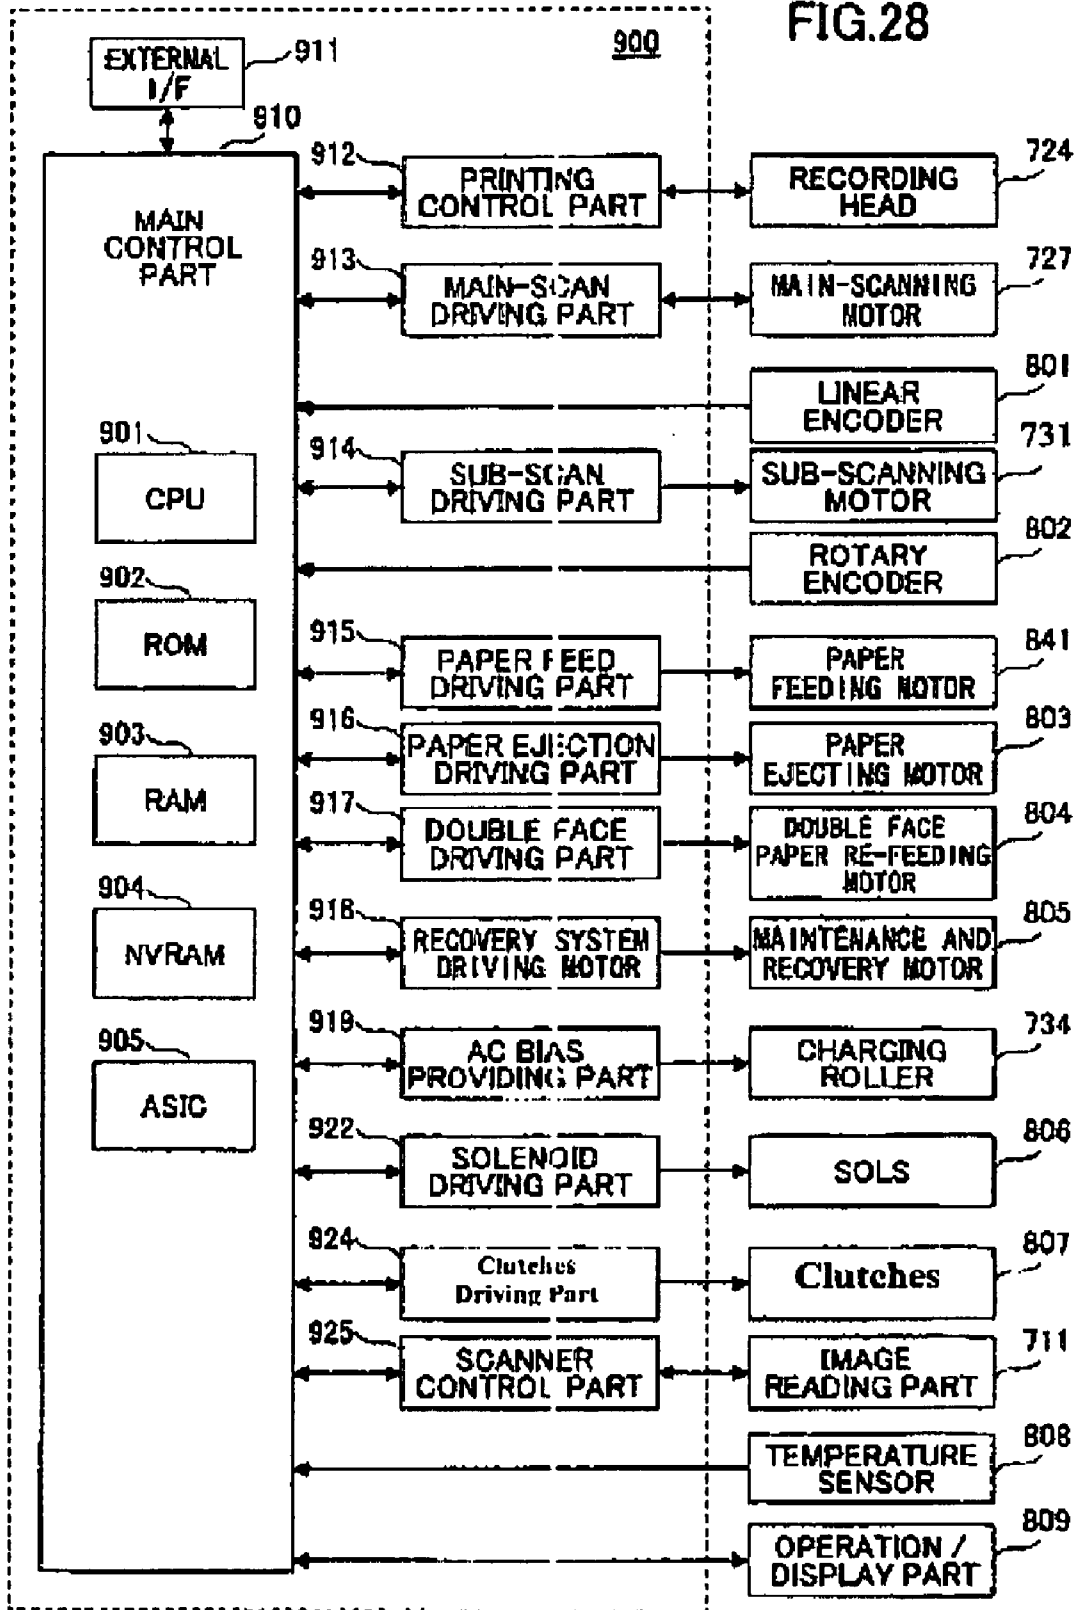 FIG.28
900
EXTERNAL
I/F
911
910
MAIN
CONTROL
PART
901
CPU
902
ROM
903
RAM
904
NVRAM
905
ASIC
912
PRINTING
CONTROL PART
RECORDING
HEAD
724
913
MAIN-SCAN
DRIVING PART
MAIN-SCANNING
MOTOR
727
LINEAR
ENCODER
801
914
SUB-SCAN
DRIVING PART
SUB-SCANNING
MOTOR
731
ROTARY
ENCODER
802
915
PAPER FEED
DRIVING PART
PAPER
FEEDING MOTOR
841
916
PAPER EJECTION
DRIVING PART
PAPER
EJECTING MOTOR
803
917
DOUBLE FACE
DRIVING PART
DOUBLE FACE
PAPER RE-FEEDING
MOTOR
804
918
RECOVERY SYSTEM
DRIVING MOTOR
MAINTENANCE AND
RECOVERY MOTOR
805
919
AC BIAS
PROVIDING PART
CHARGING
ROLLER
734
922
SOLENOID
DRIVING PART
SOLS
806
924
Clutches
Driving Part
Clutches
807
925
SCANNER
CONTROL PART
IMAGE
READING PART
711
TEMPERATURE
SENSOR
808
OPERATION /
DISPLAY PART
809